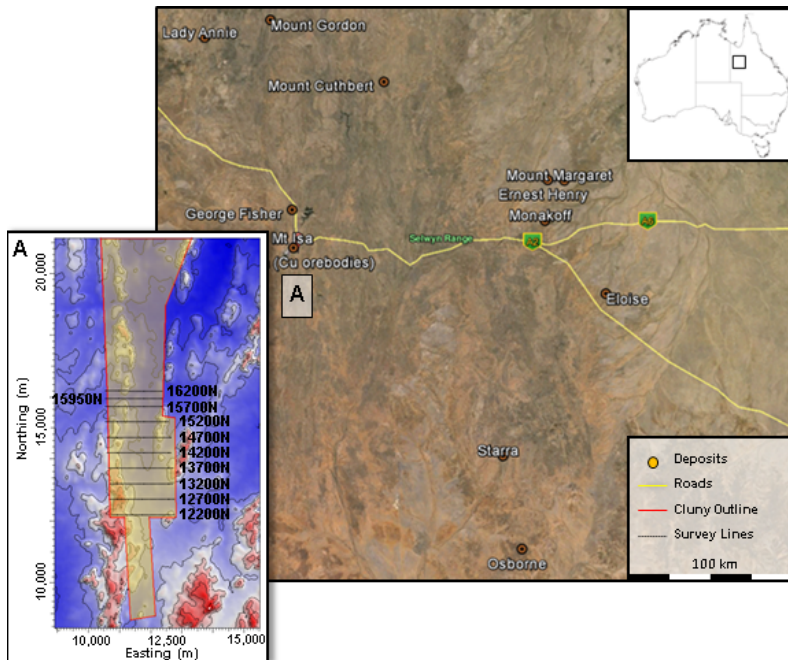 Lady Annie
Mount Gordon
Mount Cuthbert
Mount Margaret
Ernest Henry
Monakoff
George Fisher
Selwyn Range
Mt Isa
(Cu orebodies)
A
Eloise
Starra
Osborne
Deposits
Roads
Cluny Outline
Survey Lines
100 km
A
20,000
15,000
10,000
Northing (m)
15950N
16200N
15700N
15200N
14700N
14200N
13700N
13200N
12700N
12200N
10,000
12,500
15,000
Easting (m)